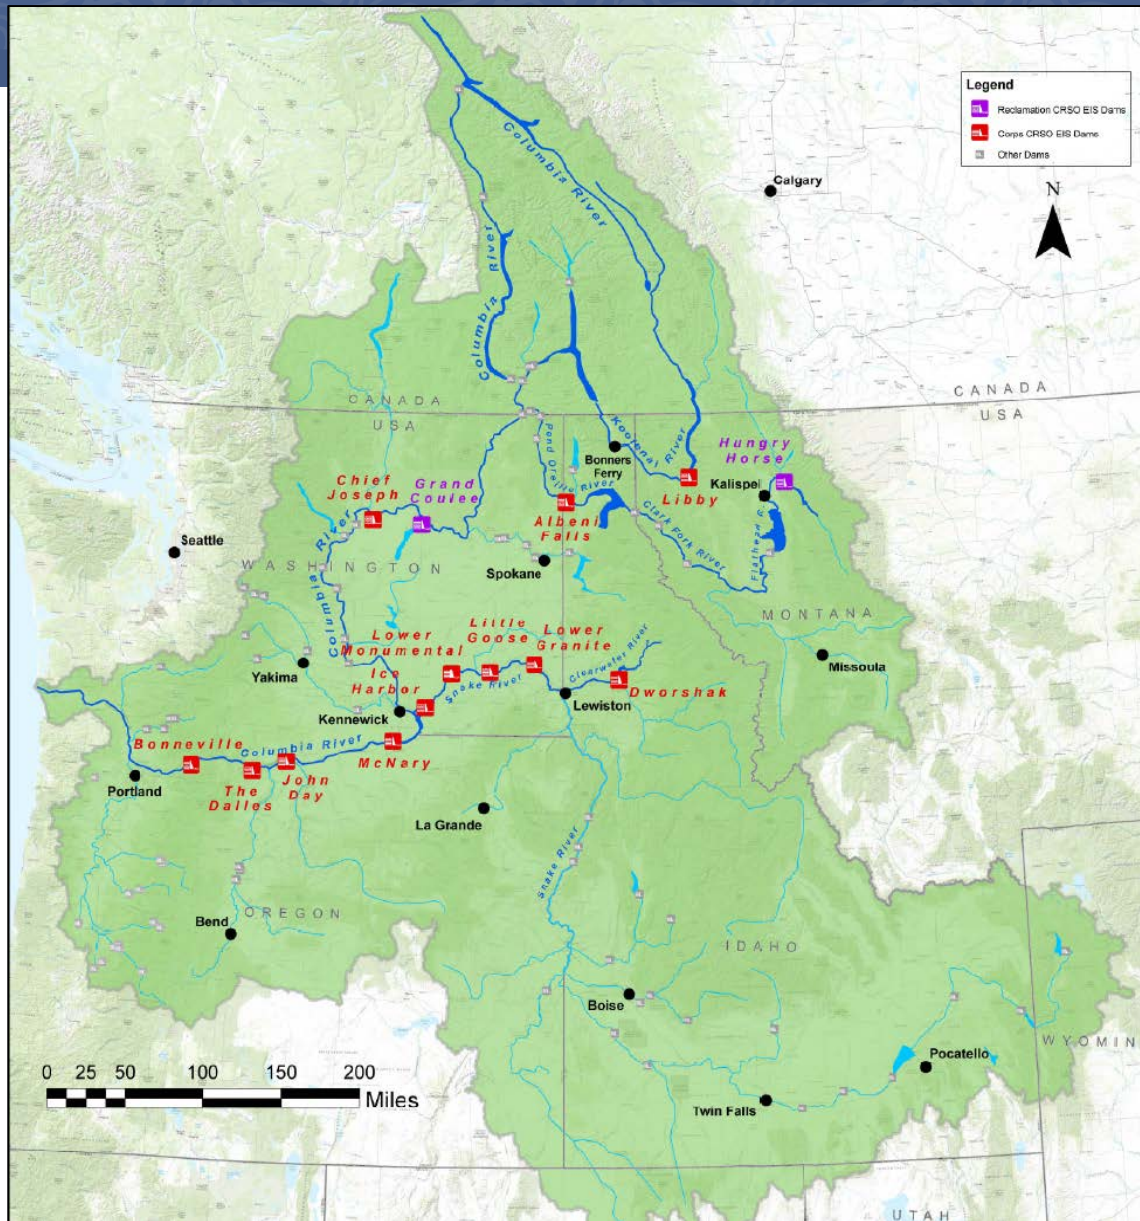 Legend
Reclamation CRSO EIS Dams
Corps CRSO EIS Dams
Other Dams
N
Calgary
Columbia River
Columbia River
CANADA
USA
CANADA
USA
Kootenai River
Pend Oreille River
Bonners
Ferry
Hungry
Horse
Kalispel
Libby
Chief
Joseph
Grand
Coulee
Albeni
Falls
Clark Fork River
Flathead R.
Seattle
WASHINGTON
Columbia River
Spokane
MONTANA
Missoula
Lower
Monumental
Little
Goose
Lower
Granite
Ice
Harbor
Snake River
Clearwater River
Dworshak
Yakima
Kennewick
Lewiston
Bonneville
Columbia River
McNary
Portland
The
Dalles
John
Day
La Grande
Snake River
Bend
OREGON
IDAHO
Boise
WYOMIN
Pocatello
Twin Falls
0 25 50 100 150 200
Miles
UTAH